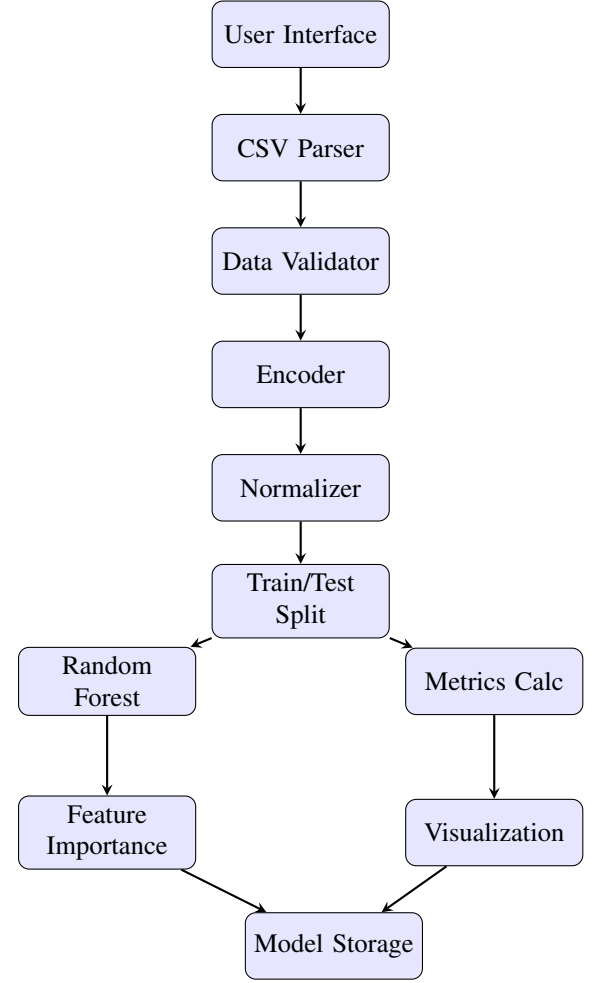 User Interface
CSV Parser
Data Validator
Encoder
Normalizer
Train/Test
Split
Random
Forest
Metrics Calc
Feature
Importance
Visualization
Model Storage